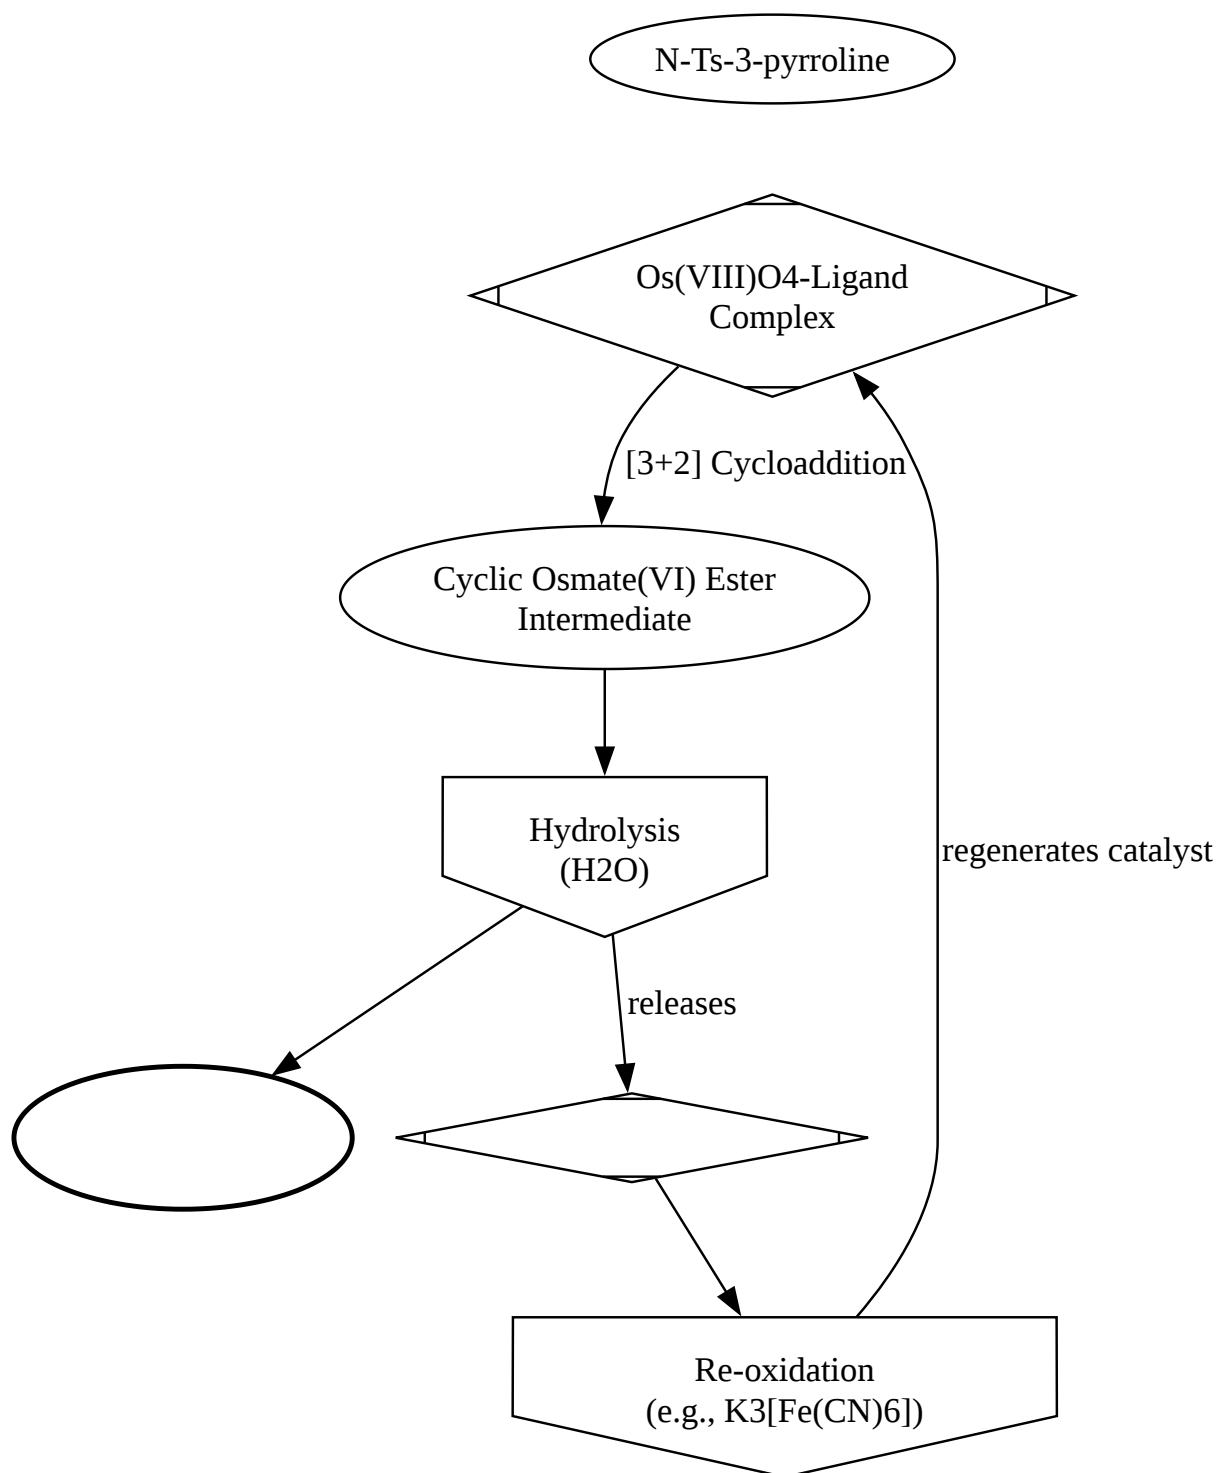 N-Ts-3-pyrroline
Os(VIII)O4-Ligand
Complex
[3+2] Cycloaddition
Cyclic Osmate(VI) Ester
Intermediate
Hydrolysis
(H2O)
regenerates catalyst
releases
Re-oxidation
(e.g., K3[Fe(CN)6])